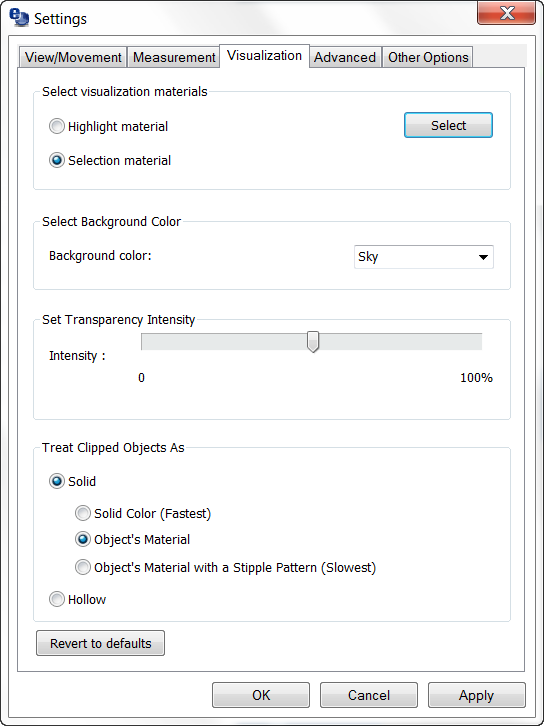 Settings
View/Movement Measurement Visualization Advanced Other Options
Select visualization materials
Highlight material
Select
Selection material
Select Background Color
Background color: Sky
Set Transparency Intensity
Intensity :
0 100%
Treat Clipped Objects As
Solid
Solid Color (Fastest)
Object's Material
Object's Material with a Stipple Pattern (Slowest)
Hollow
Revert to defaults
OK Cancel Apply